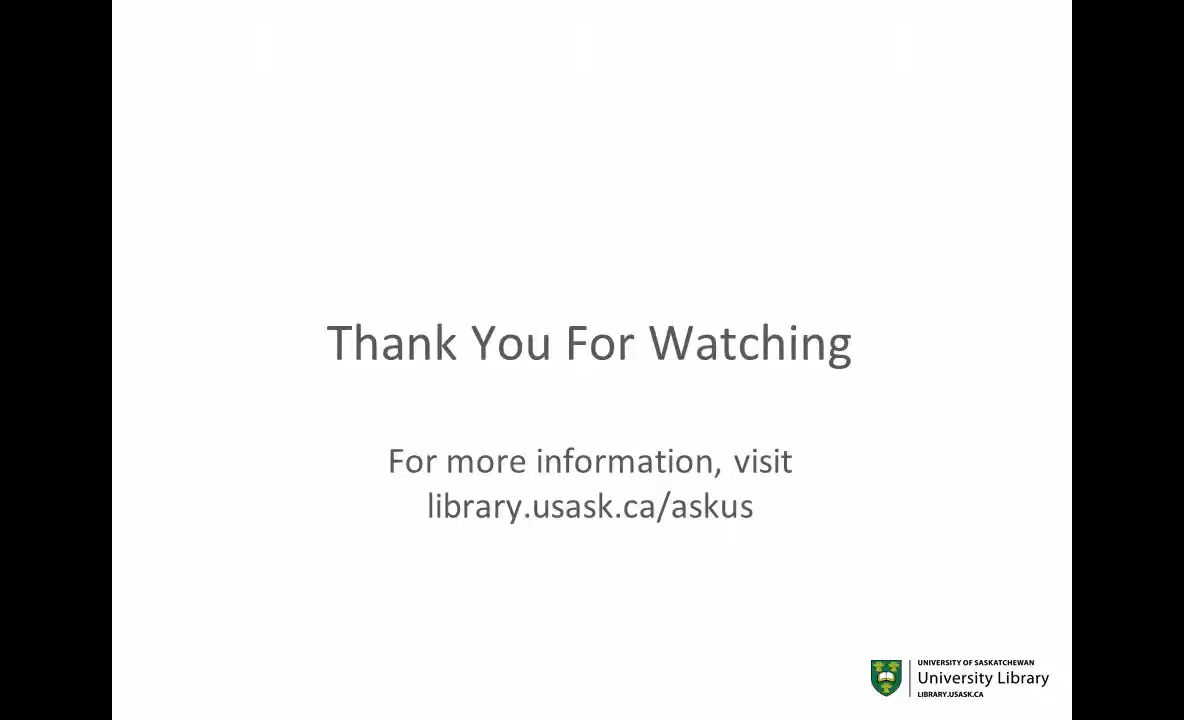 Thank You For Watching
For more information, visit
library.usask.ca/askus
UNIVERSITY OF SASKATCHEWAN
University Library
LIBRARY.USASK.CA